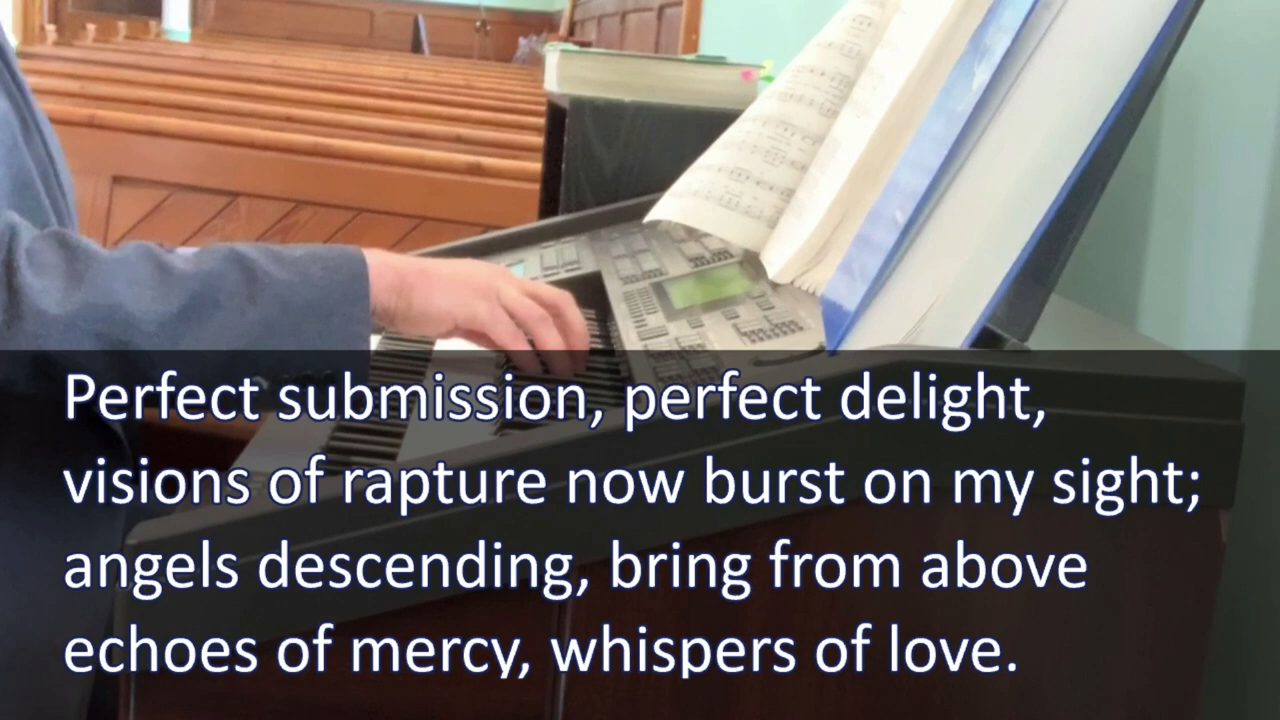 Perfect submission, perfect delight,
visions of rapture now burst on my sight;
angels descending, bring from above
echoes of mercy, whispers of love.